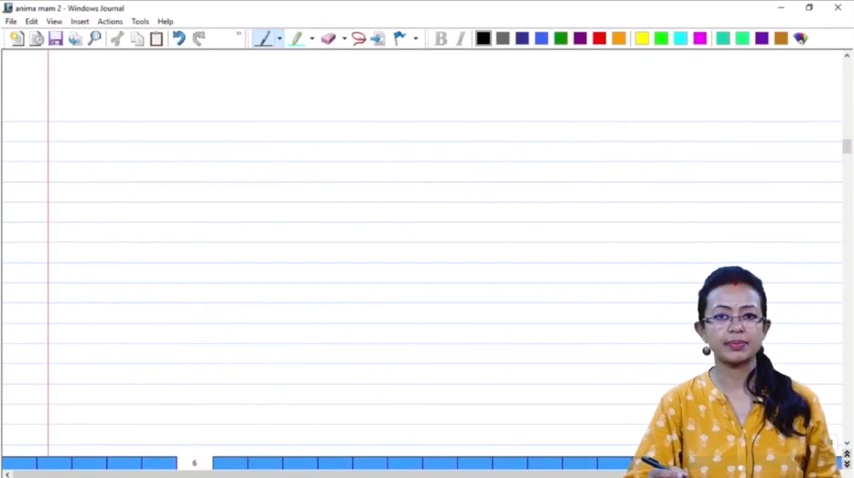 anima mam 2 - Windows Journal
File Edit View Insert Actions Tools Help
B I
6